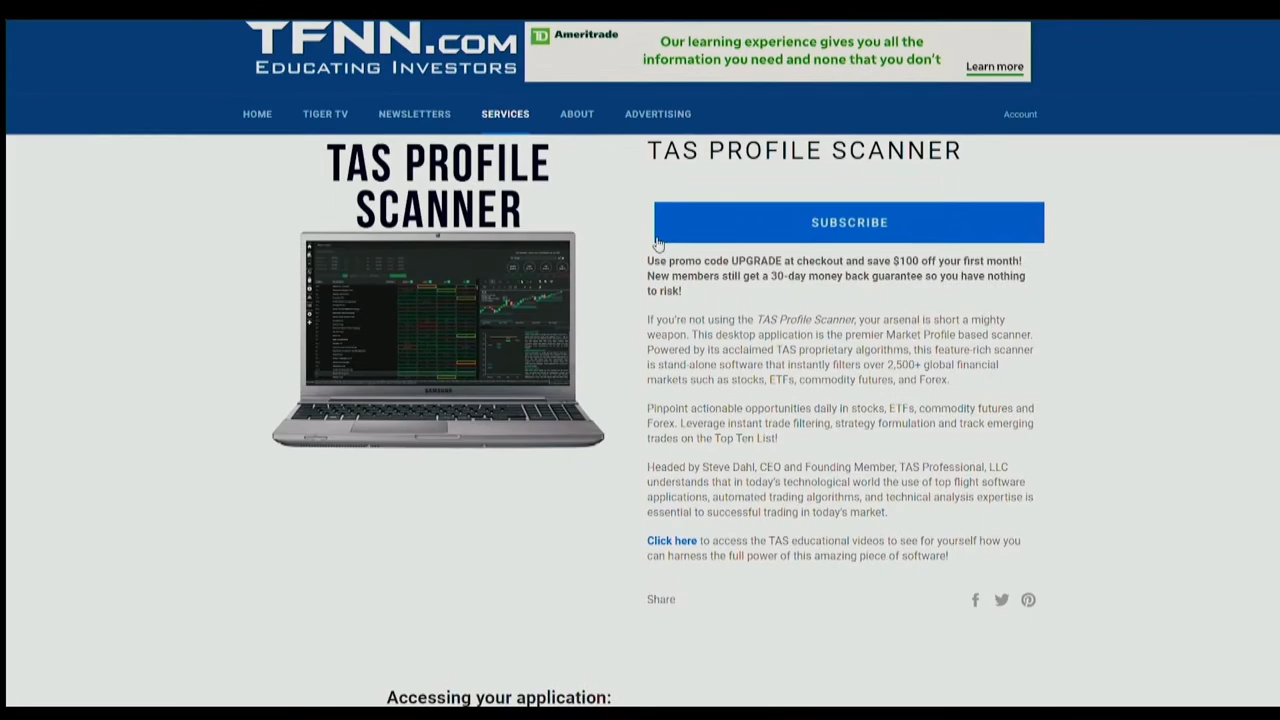 TFNN.COM
EDUCATING INVESTORS
TD Ameritrade
Our learning experience gives you all the
information you need and none that you don't
Learn more
HOME
TIGER TV
NEWSLETTERS
SERVICES
ABOUT
ADVERTISING
Account
TAS PROFILE
SCANNER
SAMSUNG
TAS PROFILE SCANNER
SUBSCRIBE
Use promo code UPGRADE at checkout and save $100 off your first month!
New members still get a 30-day money back guarantee so you have nothing
to risk!
If you're not using the TAS Profile Scanner, your arsenal is short a mighty
weapon. This desktop application is the premier Market Profile based scanner.
Powered by its acclaimed TAS proprietary algorithms, this feature-rich scanner
is stand-alone software that instantly filters over 2,500+ global financial
markets such as stocks, ETFs, commodity futures, and Forex.
Pinpoint actionable opportunities daily in stocks, ETFs, commodity futures and
Forex. Leverage instant trade filtering, strategy formulation and track emerging
trades on the Top Ten List!
Headed by Steve Dahl, CEO and Founding Member, TAS Professional, LLC
understands that in today's technological world the use of top flight software
applications, automated trading algorithms, and technical analysis expertise is
essential to successful trading in today's market.
Click here to access the TAS educational videos to see for yourself how you
can harness the full power of this amazing piece of software!
Share
Accessing your application: